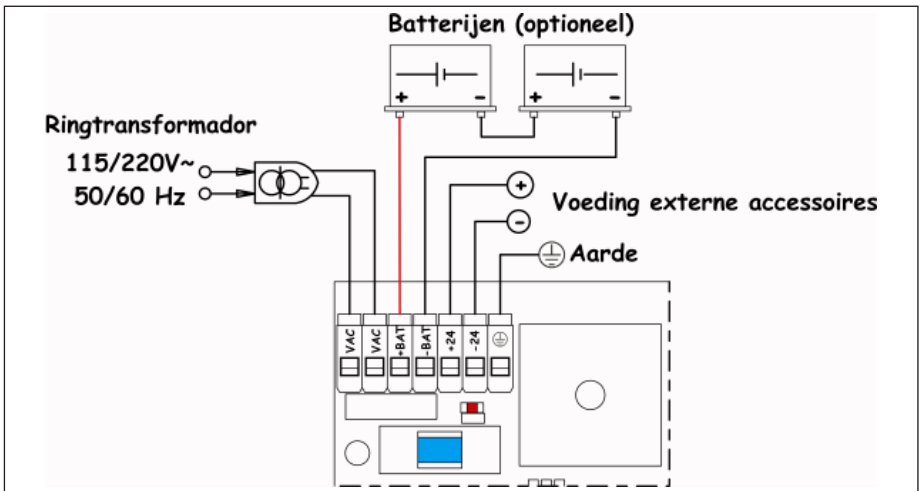 Batterijen (optioneel)
+ - + -
Ringtransformador
115/220V~
50/60 Hz
+
Voeding externe accessoires
-
Aarde
VAC VAC +BAT -BAT +24 -24